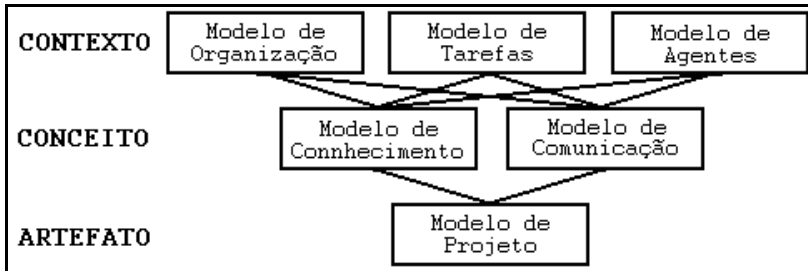 CONTEXTO
Modelo de
Organização
Modelo de
Tarefas
Modelo de
Agentes
CONCEITO
Modelo de
Connhecimento
Modelo de
Comunicação
ARTEFATO
Modelo de
Projeto